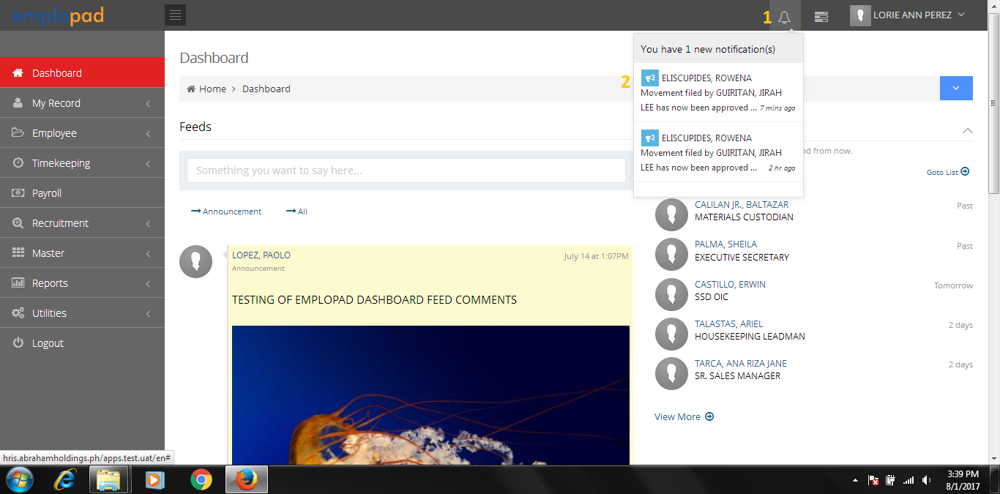 emplopad
1
LORIE ANN PEREZ
You have 1 new notification(s)
2
ELISCUPIDES, ROWENA
Movement filed by GUIRITAN, JIRAH
LEE has now been approved ... 7 mins ago
ELISCUPIDES, ROWENA
Movement filed by GUIRITAN, JIRAH
LEE has now been approved ... 2 hr ago
Dashboard
My Record
Employee
Timekeeping
Payroll
Recruitment
Master
Reports
Utilities
Logout
Dashboard
Home > Dashboard
Feeds
Something you want to say here...
Announcement
All
LOPEZ, PAOLO
July 14 at 1:07PM
Announcement
TESTING OF EMPLOPAD DASHBOARD FEED COMMENTS
from now.
Goto List
CALILAN JR., BALTAZAR
Past
MATERIALS CUSTODIAN
PALMA, SHEILA
Past
EXECUTIVE SECRETARY
CASTILLO, ERWIN
Tomorrow
SSD OIC
TALASTAS, ARIEL
2 days
HOUSEKEEPING LEADMAN
TARCA, ANA RIZA JANE
2 days
SR. SALES MANAGER
View More
hris.abrahamholdings.ph/apps.test.uat/en#
3:39 PM
8/1/2017